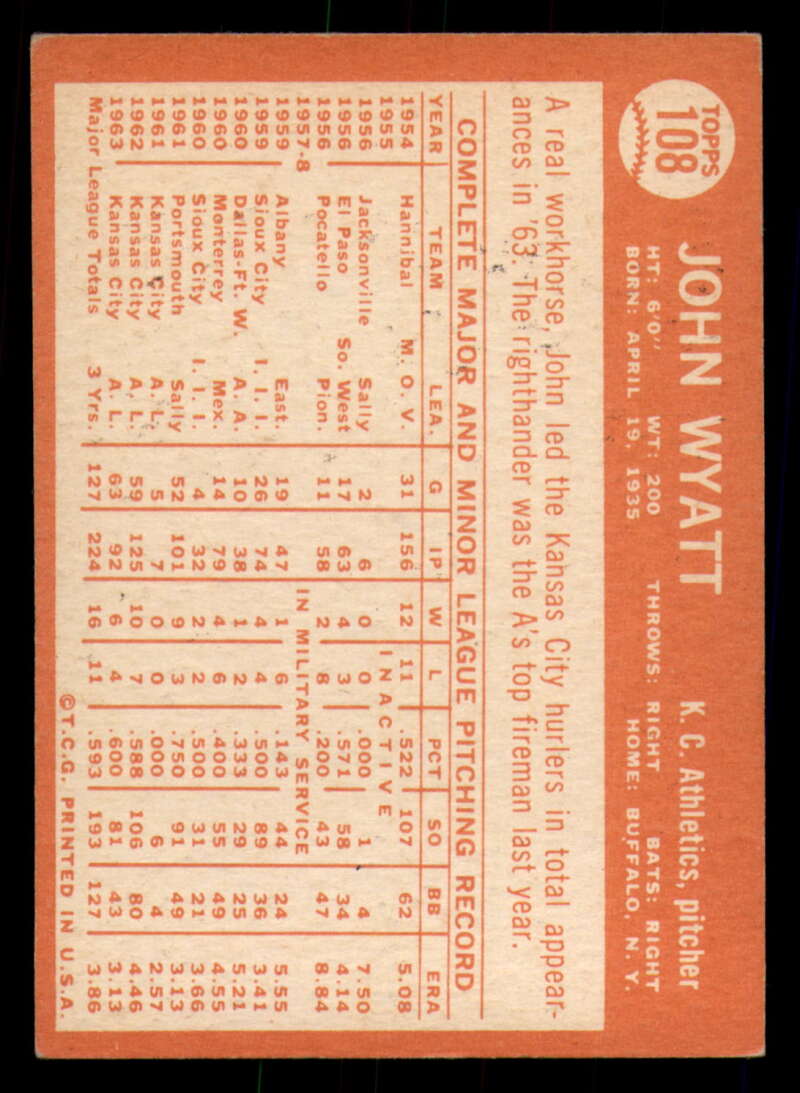 TOPPS
108
JOHN WYATT K. C. Athletics, pitcher
HT: 6'0" WT: 200 THROWS: RIGHT BATS: RIGHT
BORN: APRIL 19, 1935 HOME: BUFFALO, N. Y.
A real workhorse, John led the Kansas City hurlers in total appear-
ances in '63. The righthander was the A's top fireman last year.
COMPLETE MAJOR AND MINOR LEAGUE PITCHING RECORD
YEAR TEAM LEA. G IP W L PCT SO BB ERA
1954 Hannibal M. O. V. 31 156 12 11 .522 107 62 5.08
1955 INACTIVE
1956 Jacksonville Sally 2 6 0 0 .000 1 4 7.50
1956 El Paso So. West 17 63 4 3 .571 58 34 4.14
1956 Pocatello Pion. 11 58 2 8 .200 43 47 8.84
1957-8 IN MILITARY SERVICE
1959 Albany East. 19 47 1 6 .143 44 24 5.55
1959 Sioux City I. I. I. 26 74 4 4 .500 89 36 3.41
1960 Dallas-Ft. W. A. A. 10 38 1 2 .333 29 25 5.21
1960 Monterrey Mex. 14 79 4 6 .400 55 49 4.55
1960 Sioux City I. I. I. 4 32 2 2 .500 31 21 3.66
1961 Portsmouth Sally 52 101 9 3 .750 91 49 3.13
1961 Kansas City A. L. 5 7 0 0 .000 6 4 2.57
1962 Kansas City A. L. 59 125 10 7 .588 106 80 4.46
1963 Kansas City A. L. 63 92 6 4 .600 81 43 3.13
Major League Totals 3 Yrs. 127 224 16 11 .593 193 127 3.86
©T.C.G. PRINTED IN U.S.A.